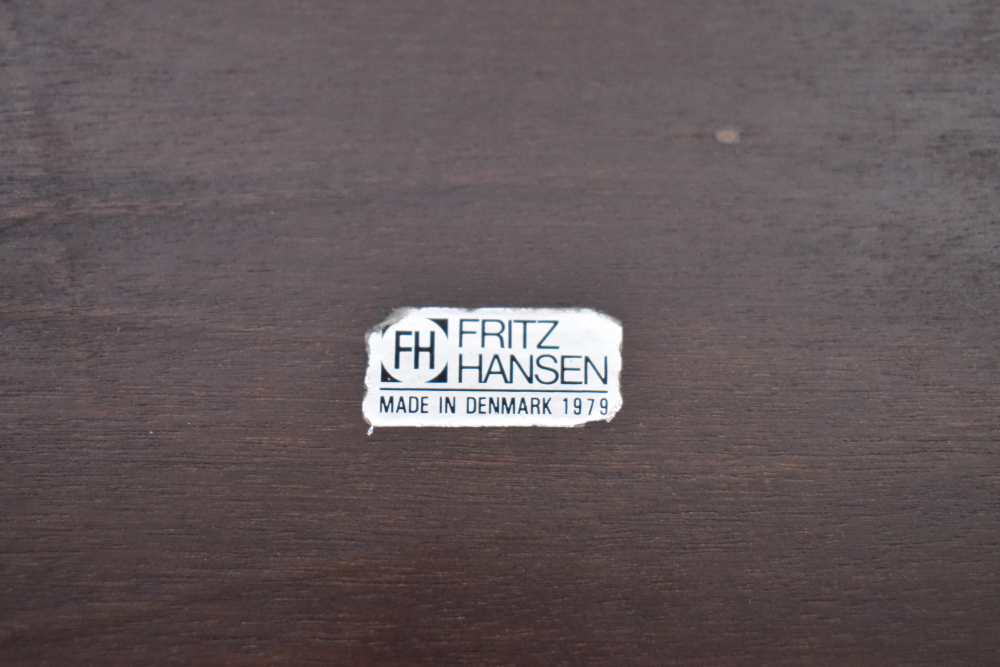 FH
FRITZ
HANSEN
MADE IN DENMARK 1979